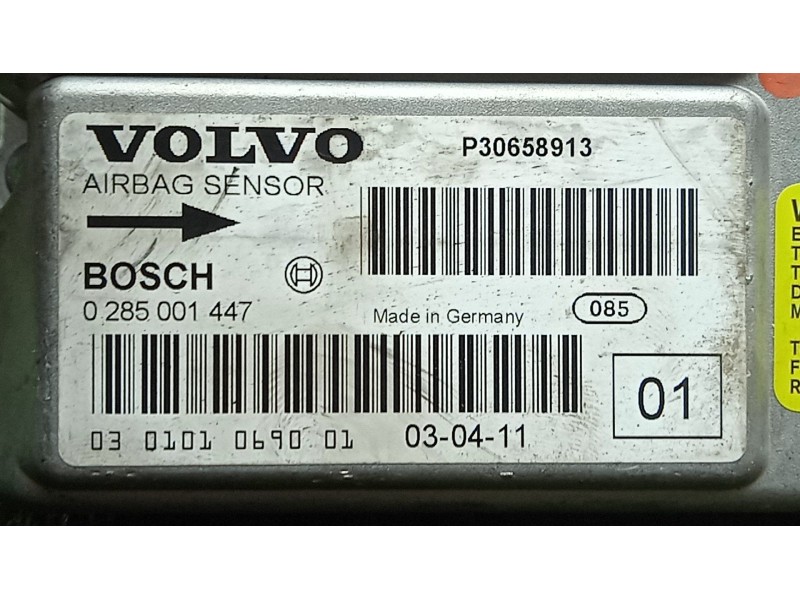 VOLVO
P30658913
AIRBAG SENSOR
BOSCH
0 285 001 447
Made in Germany
085
03 0101 0690 01
03-04-11
01